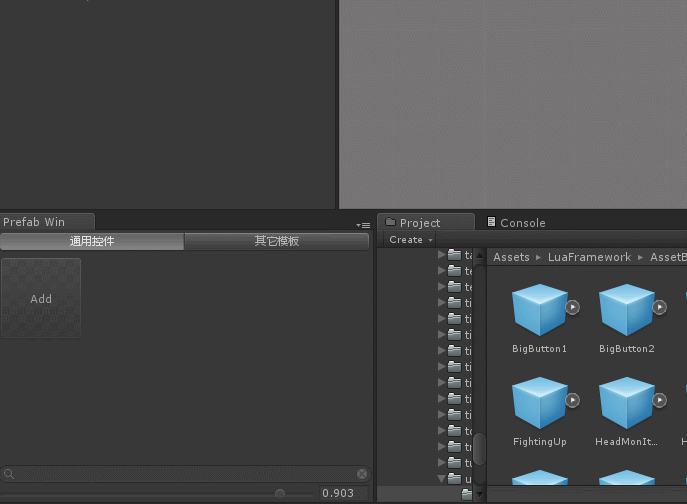 Prefab Win
通用控件
其它模板
Add
0.903
Project
Console
Create
ta
te
te
ti
ti
ti
ti
ti
ti
ti
ti
to
tr
tu
u
Assets
LuaFramework
AssetB
BigButton1
BigButton2
FightingUp
HeadMonIt...
H